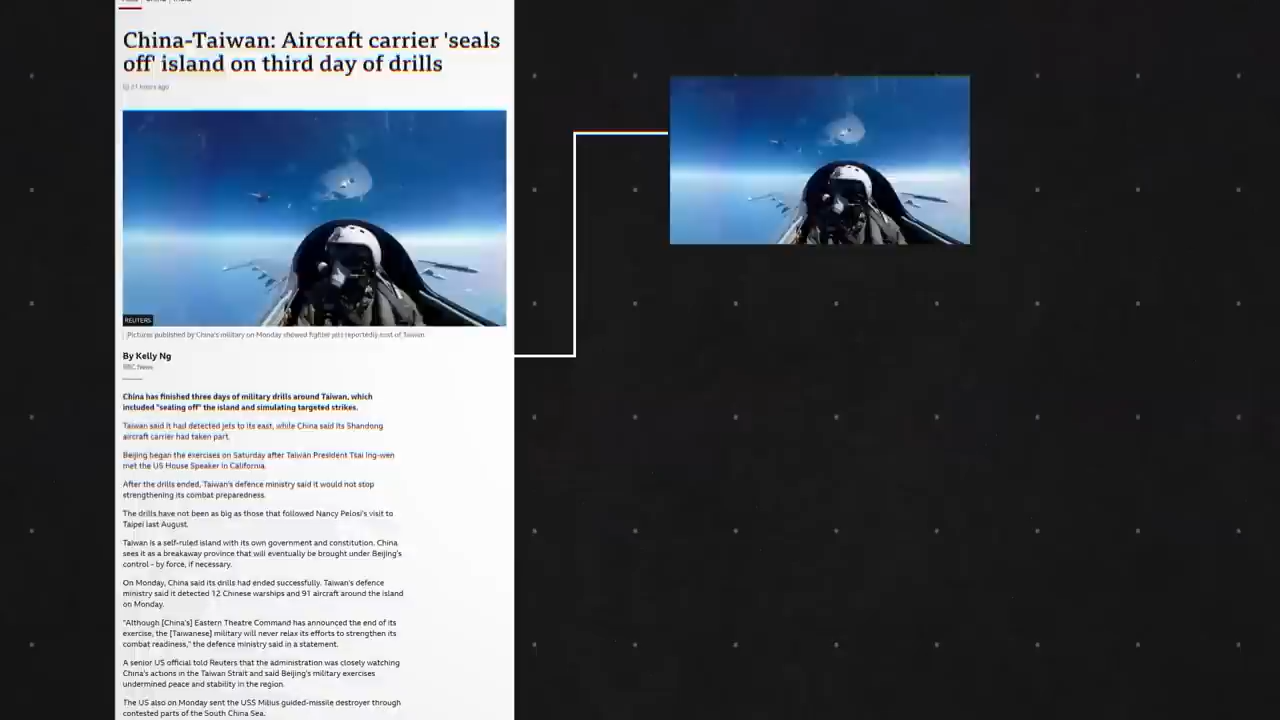 China-Taiwan: Aircraft carrier 'seals
off' island on third day of drills
21 hours ago
REUTERS
Pictures published by China's military on Monday showed fighter jets reportedly east of Taiwan
By Kelly Ng
BBC News
China has finished three days of military drills around Taiwan, which
included "sealing off" the island and simulating targeted strikes.
Taiwan said it had detected jets to its east, while China said its Shandong
aircraft carrier had taken part.
Beijing began the exercises on Saturday after Taiwan President Tsai Ing-wen
met the US House Speaker in California.
After the drills ended, Taiwan's defence ministry said it would not stop
strengthening its combat preparedness.
The drills have not been as big as those that followed Nancy Pelosi's visit to
Taipei last August.
Taiwan is a self-ruled island with its own government and constitution. China
sees it as a breakaway province that will eventually be brought under Beijing's
control - by force, if necessary.
On Monday, China said its drills had ended successfully. Taiwan's defence
ministry said it detected 12 Chinese warships and 91 aircraft around the island
on Monday.
"Although [China's] Eastern Theatre Command has announced the end of its
exercise, the [Taiwanese] military will never relax its efforts to strengthen its
combat readiness," the defence ministry said in a statement.
A senior US official told Reuters that the administration was closely watching
China's actions in the Taiwan Strait and said Beijing's military exercises
undermined peace and stability in the region.
The US also on Monday sent the USS Milius guided-missile destroyer through
contested parts of the South China Sea.